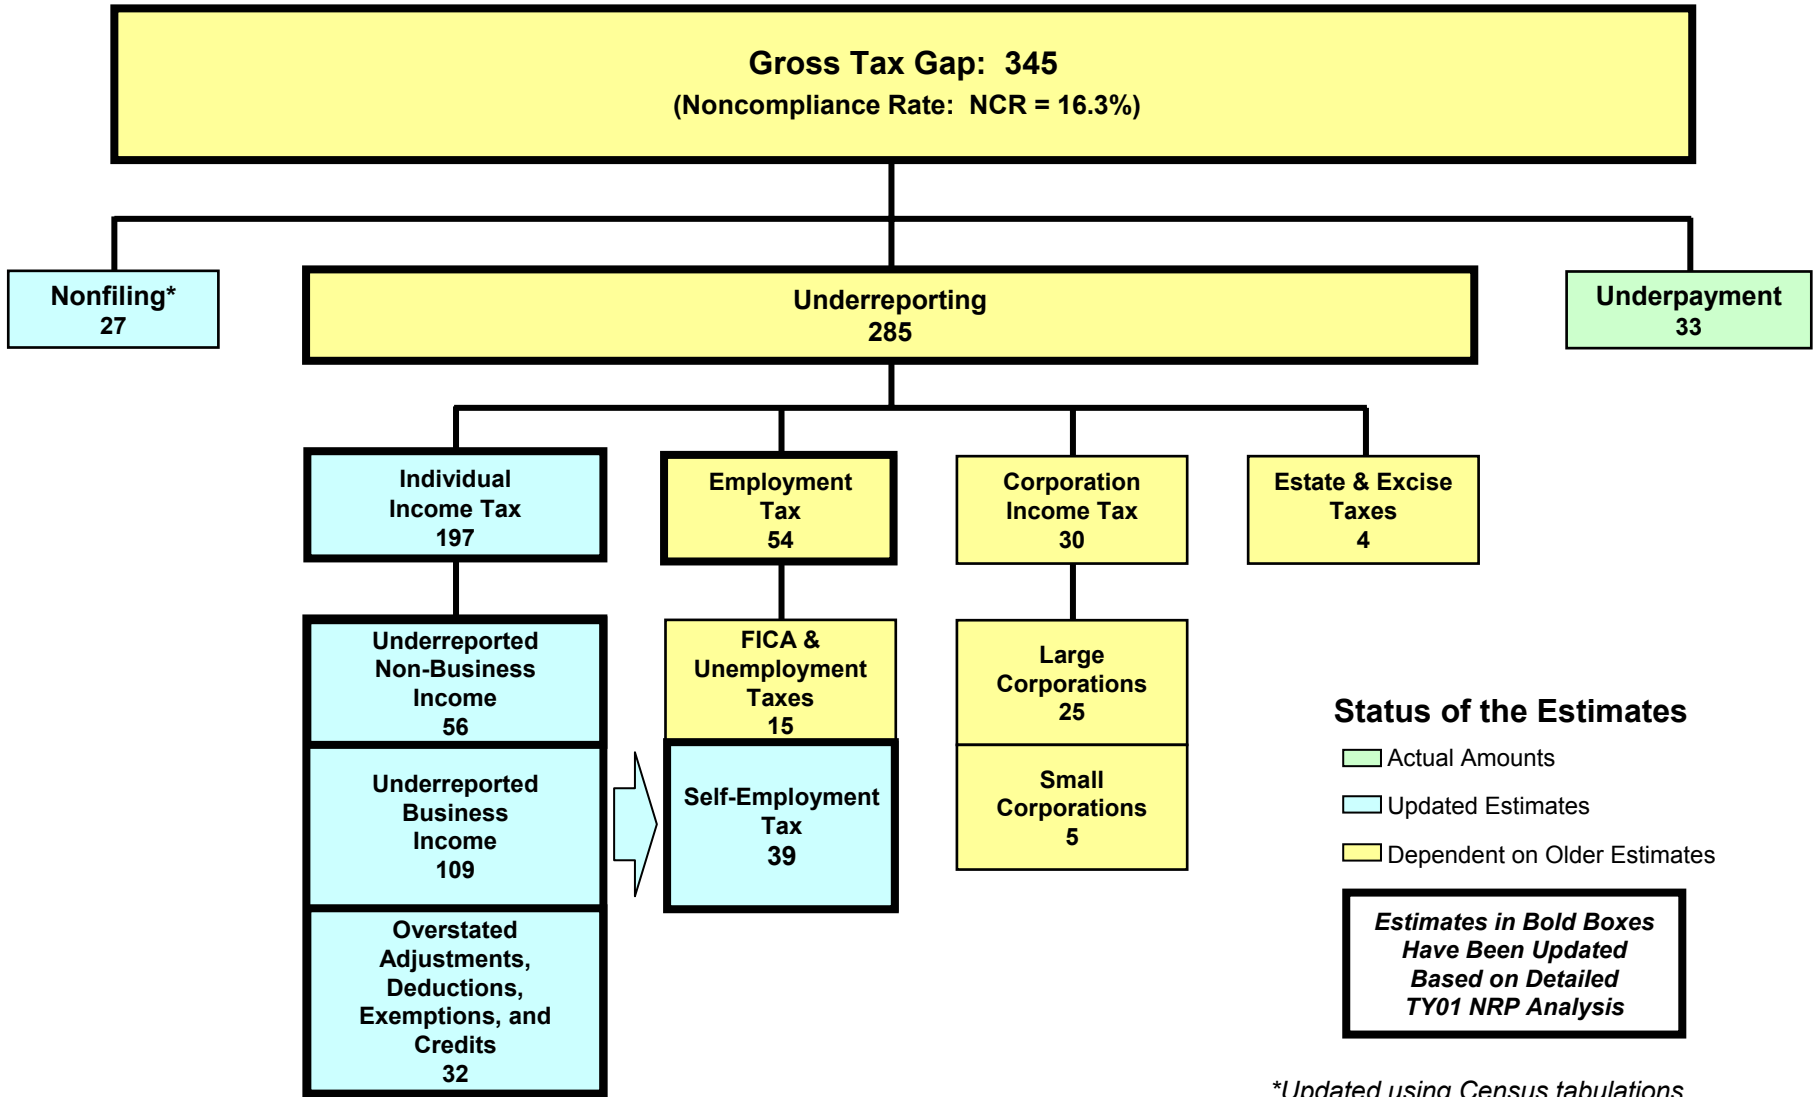 Gross Tax Gap: 345
(Noncompliance Rate: NCR = 16.3%)
Nonfiling*
27
Underreporting
285
Underpayment
33
Individual
Income Tax
197
Employment
Tax
54
Corporation
Income Tax
30
Estate & Excise
Taxes
4
Underreported
Non-Business
Income
56
Underreported
Business
Income
109
Overstated
Adjustments,
Deductions,
Exemptions, and
Credits
32
FICA &
Unemployment
Taxes
15
Self-Employment
Tax
39
Large
Corporations
25
Small
Corporations
5
Status of the Estimates
Actual Amounts
Updated Estimates
Dependent on Older Estimates
Estimates in Bold Boxes
Have Been Updated
Based on Detailed
TY01 NRP Analysis
*Updated using Census tabulations